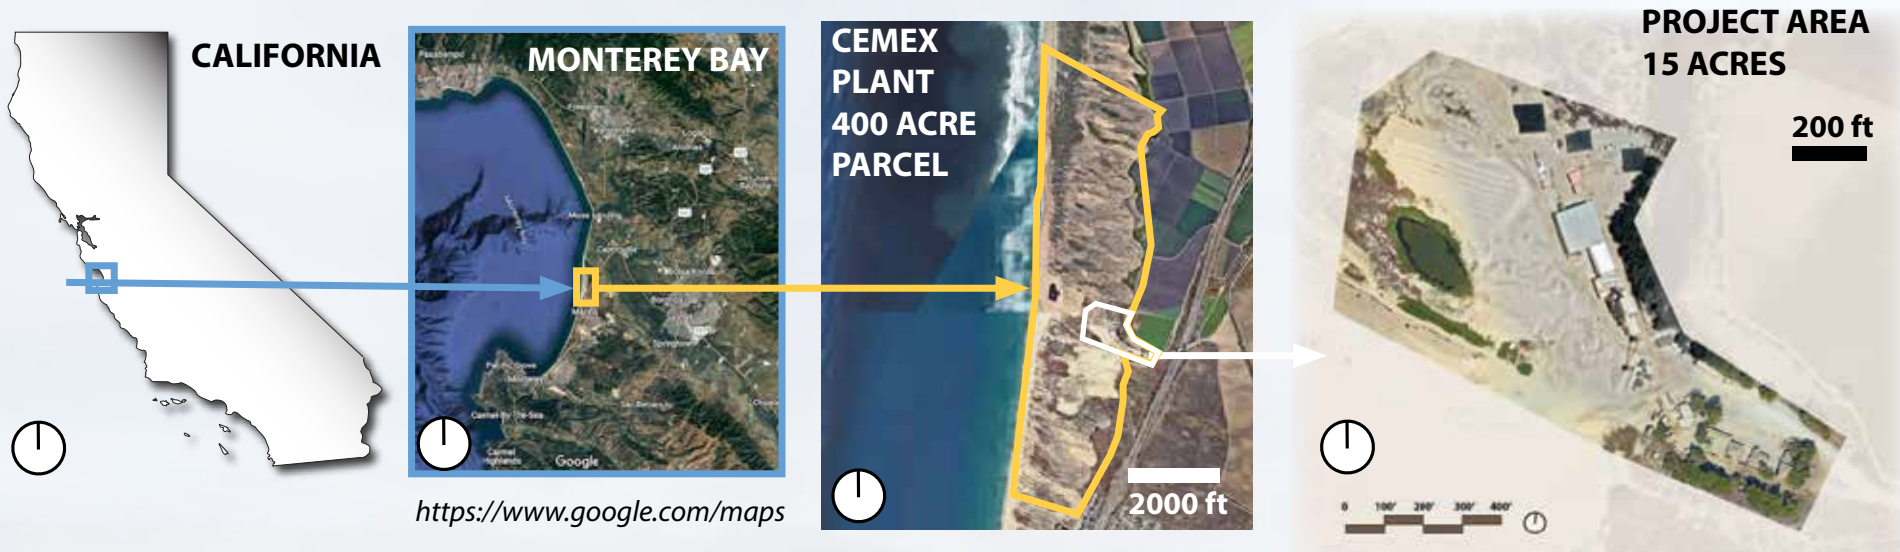 CALIFORNIA
MONTEREY BAY
Google
https://www.google.com/maps
CEMEX
PLANT
400 ACRE
PARCEL
2000 ft
PROJECT AREA
15 ACRES
200 ft
0 100' 200' 300' 400'